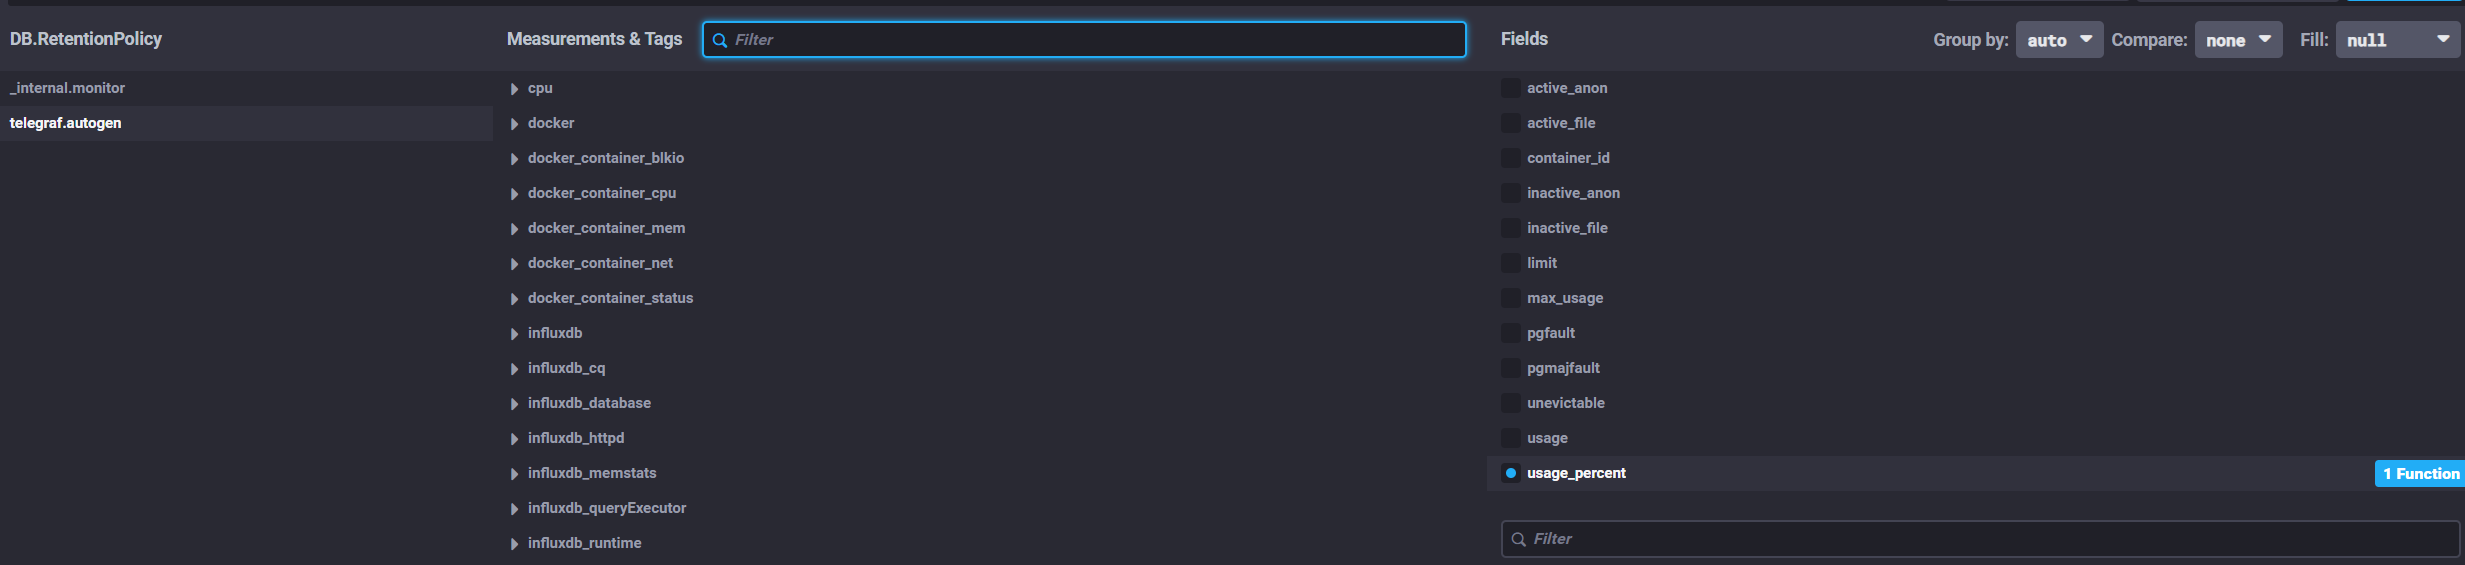 DB.RetentionPolicy
_internal.monitor
telegraf.autogen
Measurements & Tags
Filter
cpu
docker
docker_container_blkio
docker_container_cpu
docker_container_mem
docker_container_net
docker_container_status
influxdb
influxdb_cq
influxdb_database
influxdb_httpd
influxdb_memstats
influxdb_queryExecutor
influxdb_runtime
Fields
Group by: auto Compare: none Fill: null
active_anon
active_file
container_id
inactive_anon
inactive_file
limit
max_usage
pgfault
pgmajfault
unevictable
usage
usage_percent 1 Function
Filter